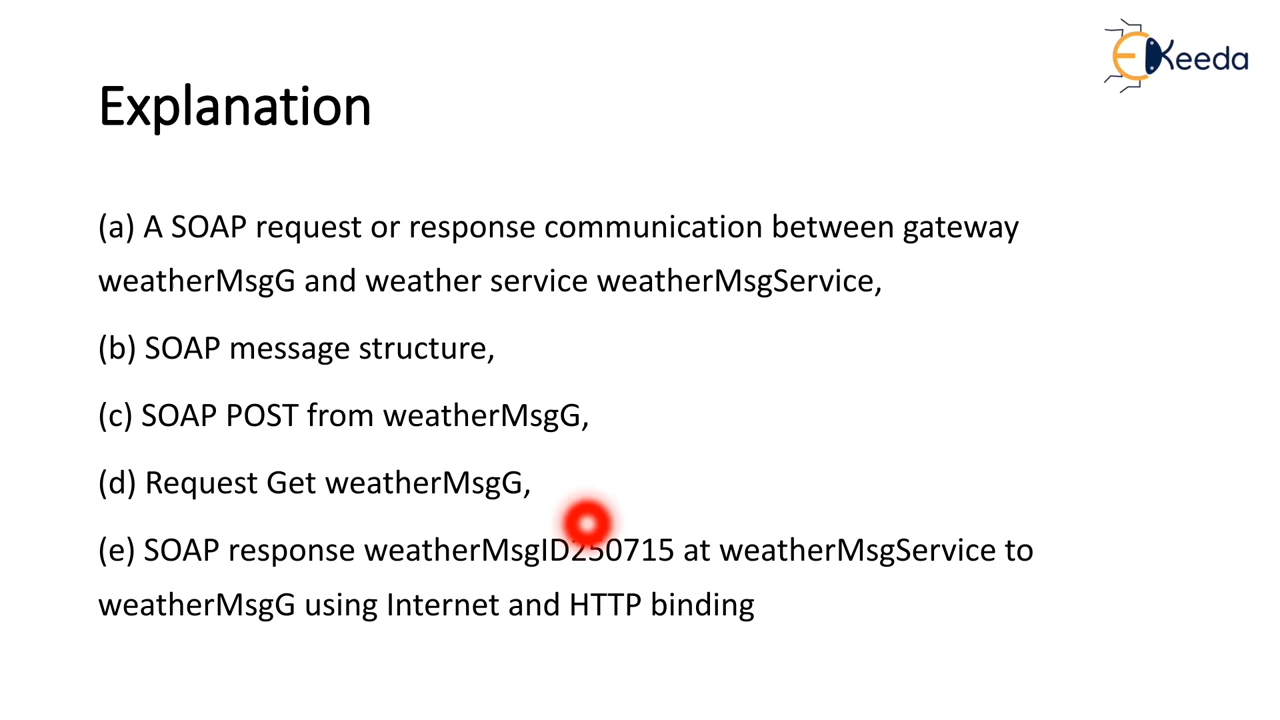 EKeeda
Explanation
(a) A SOAP request or response communication between gateway
weatherMsgG and weather service weatherMsgService,
(b) SOAP message structure,
(c) SOAP POST from weatherMsgG,
(d) Request Get weatherMsgG,
(e) SOAP response weatherMsgID250715 at weatherMsgService to
weatherMsgG using Internet and HTTP binding